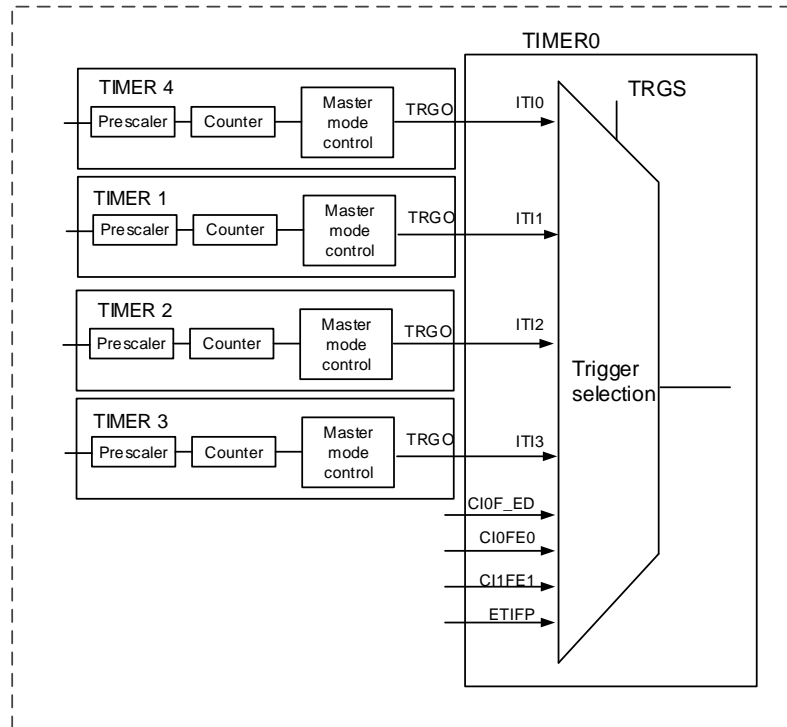 TIMER0
TIMER 4
Prescaler
Counter
Master
mode
control
TRGO
ITI0
TRGS
TIMER 1
Prescaler
Counter
Master
mode
control
TRGO
ITI1
TIMER 2
Prescaler
Counter
Master
mode
control
TRGO
ITI2
Trigger
selection
TIMER 3
Prescaler
Counter
Master
mode
control
TRGO
ITI3
CI0F_ED
CI0FE0
CI1FE1
ETIFP